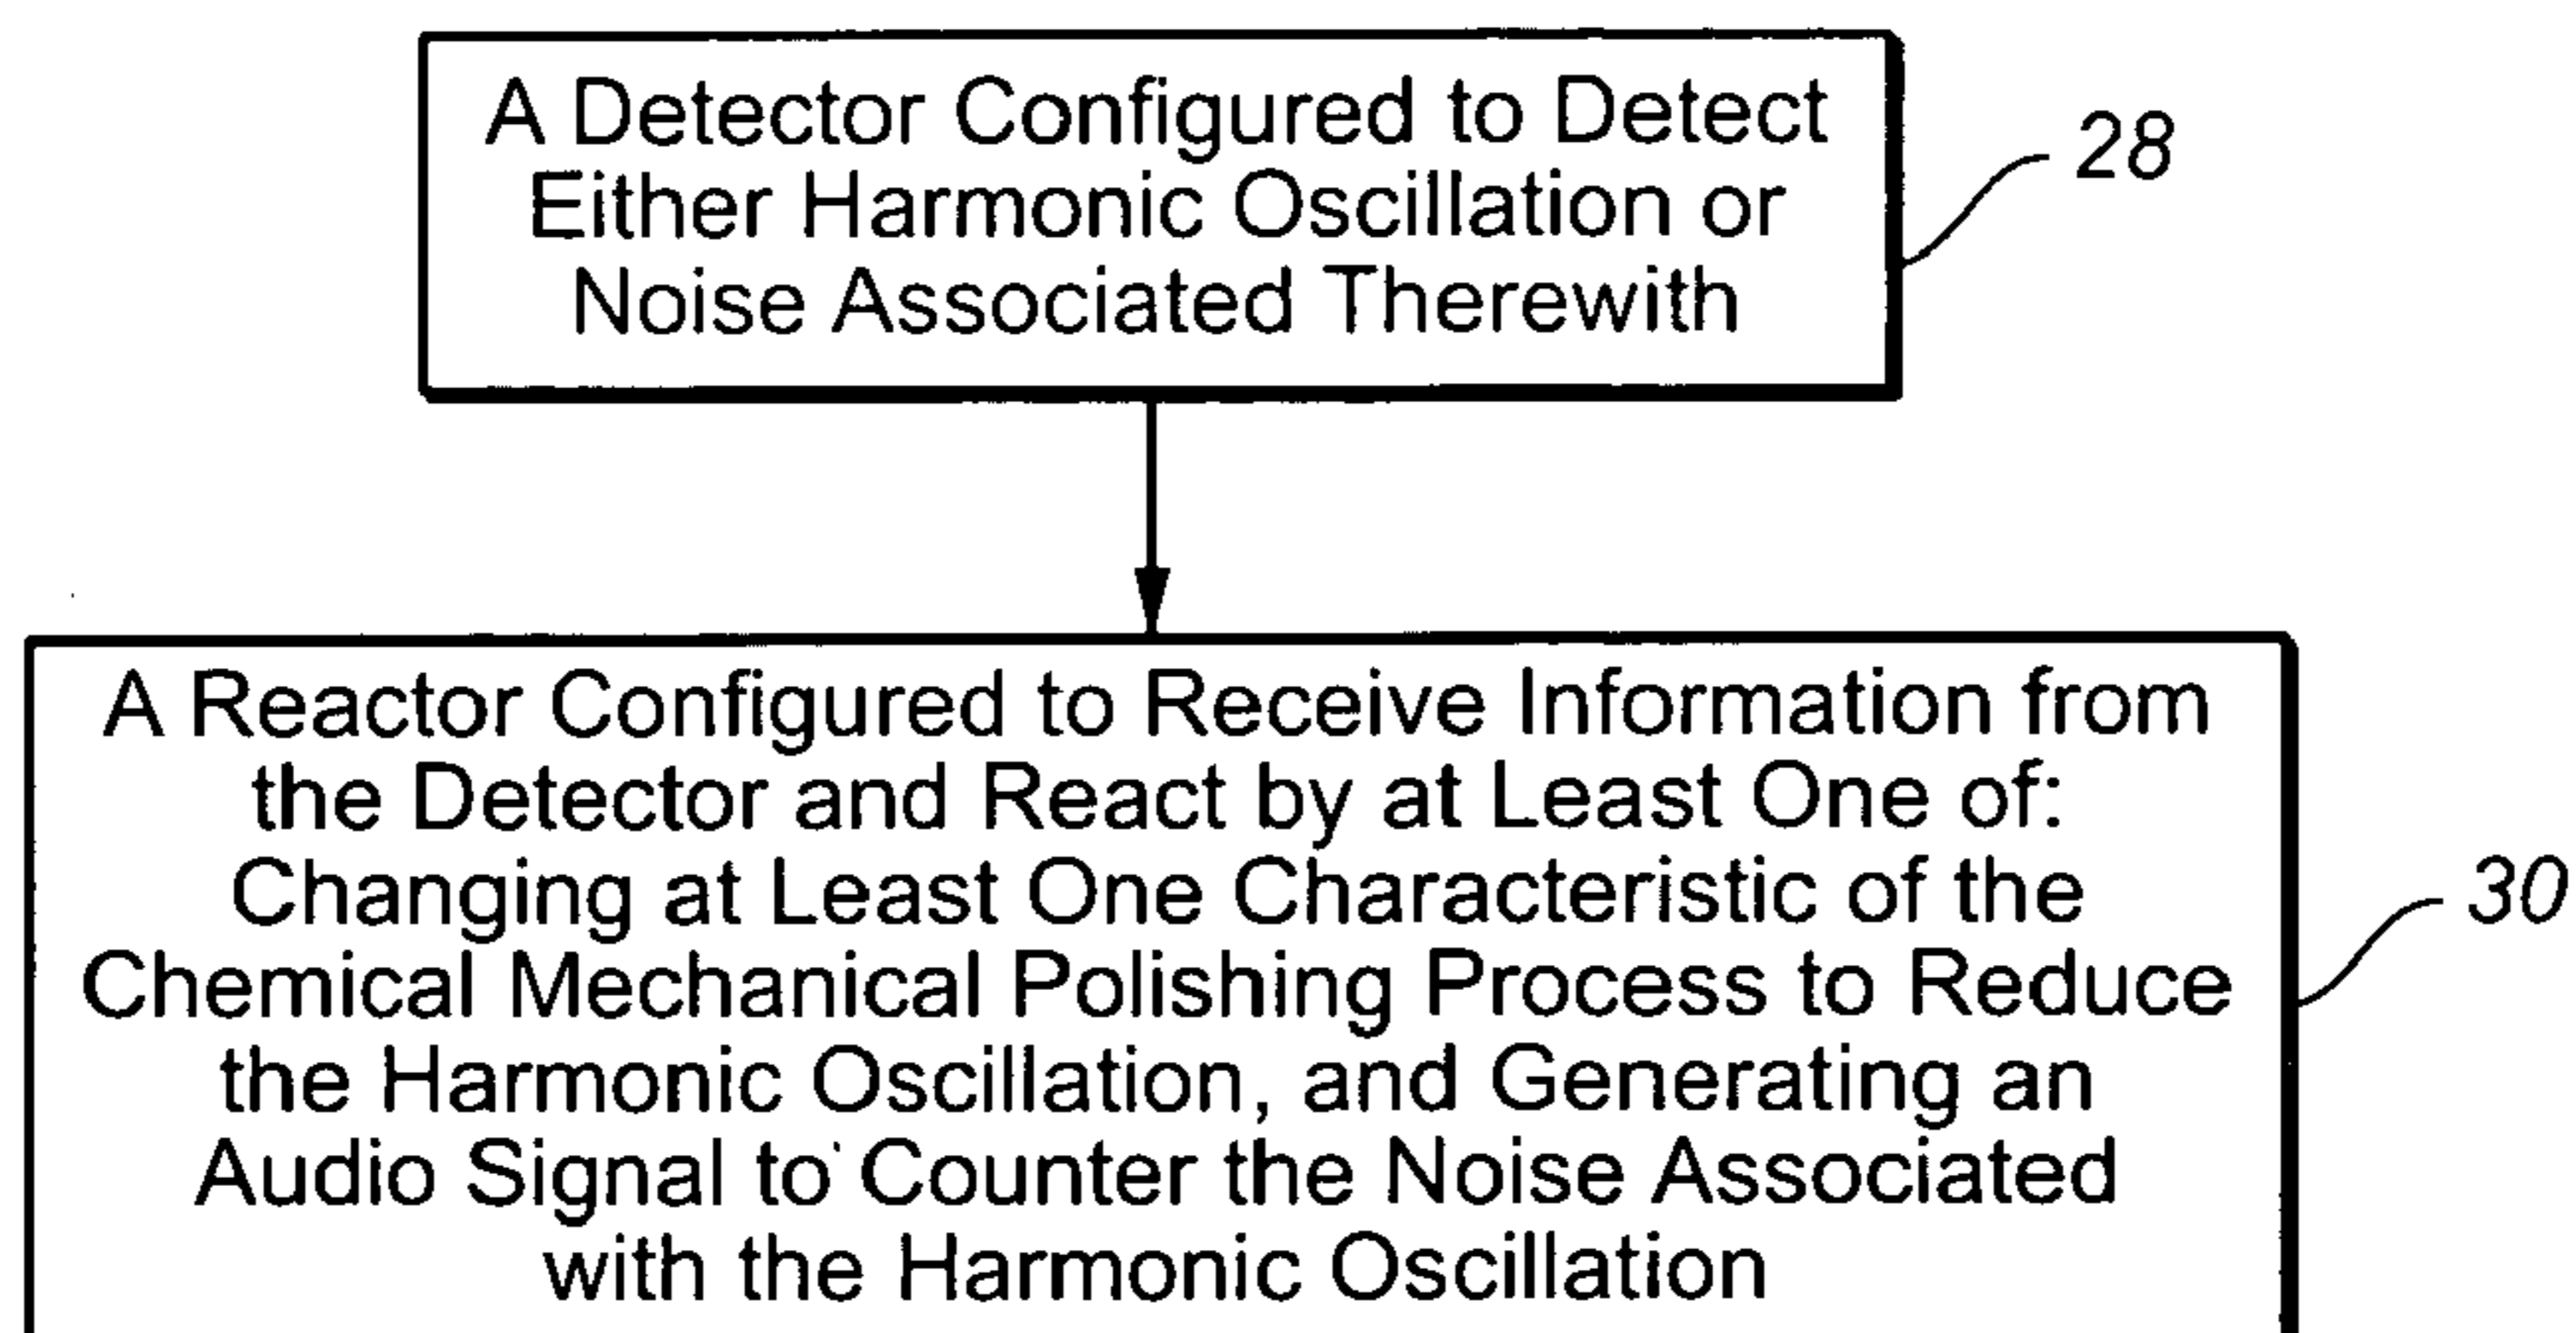 A Detector Configured to Detect
Either Harmonic Oscillation or
Noise Associated Therewith
28
A Reactor Configured to Receive Information from
the Detector and React by at Least One of:
Changing at Least One Characteristic of the
Chemical Mechanical Polishing Process to Reduce
the Harmonic Oscillation, and Generating an
Audio Signal to Counter the Noise Associated
with the Harmonic Oscillation
30